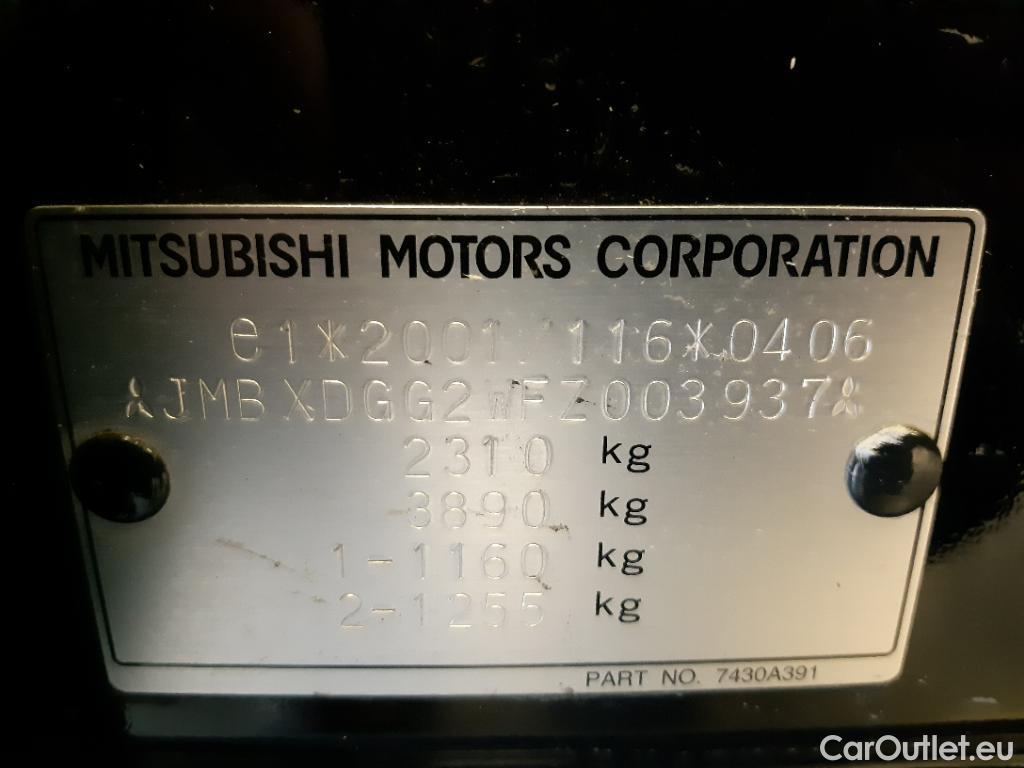 MITSUBISHI MOTORS CORPORATION
e1*2001/116*0406
JMBXDGG2WFZ003937
2310 kg
3890 kg
1-1160 kg
2-1255 kg
PART NO. 7430A391
CarOutlet.eu